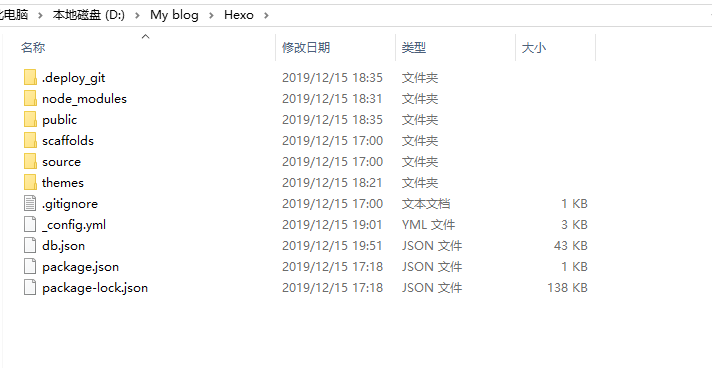 电脑 › 本地磁盘 (D:) › My blog › Hexo ›
名称 修改日期 类型 大小
.deploy_git 2019/12/15 18:35 文件夹
node_modules 2019/12/15 18:31 文件夹
public 2019/12/15 18:35 文件夹
scaffolds 2019/12/15 17:00 文件夹
source 2019/12/15 17:00 文件夹
themes 2019/12/15 18:21 文件夹
.gitignore 2019/12/15 17:00 文本文档 1 KB
_config.yml 2019/12/15 19:01 YML 文件 3 KB
db.json 2019/12/15 19:51 JSON 文件 43 KB
package.json 2019/12/15 17:18 JSON 文件 1 KB
package-lock.json 2019/12/15 17:18 JSON 文件 138 KB